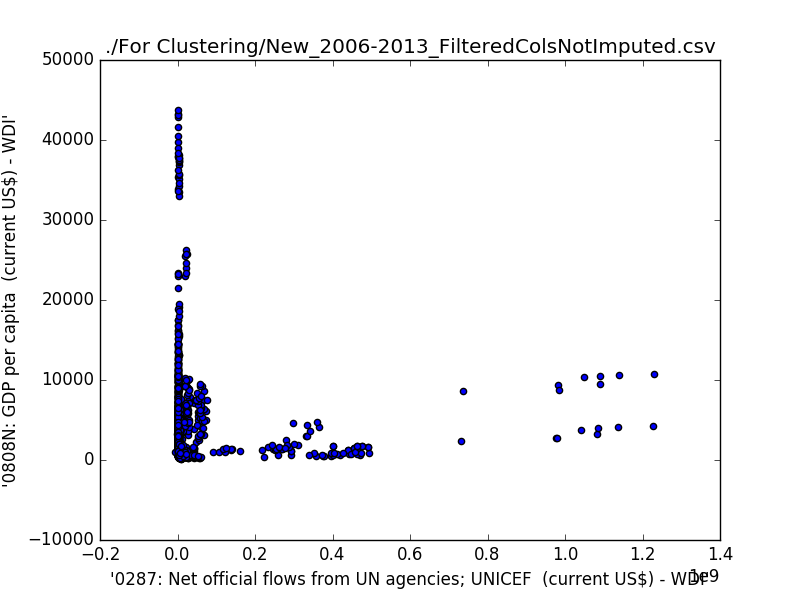 ./For Clustering/New_2006-2013_FilteredColsNotImputed.csv
'0808N: GDP per capita  (current US$) - WDI'
50000
40000
30000
20000
10000
0
−10000
−0.2 0.0 0.2 0.4 0.6 0.8 1.0 1.2 1.4
1e9
'0287: Net official flows from UN agencies; UNICEF  (current US$) - WDI'